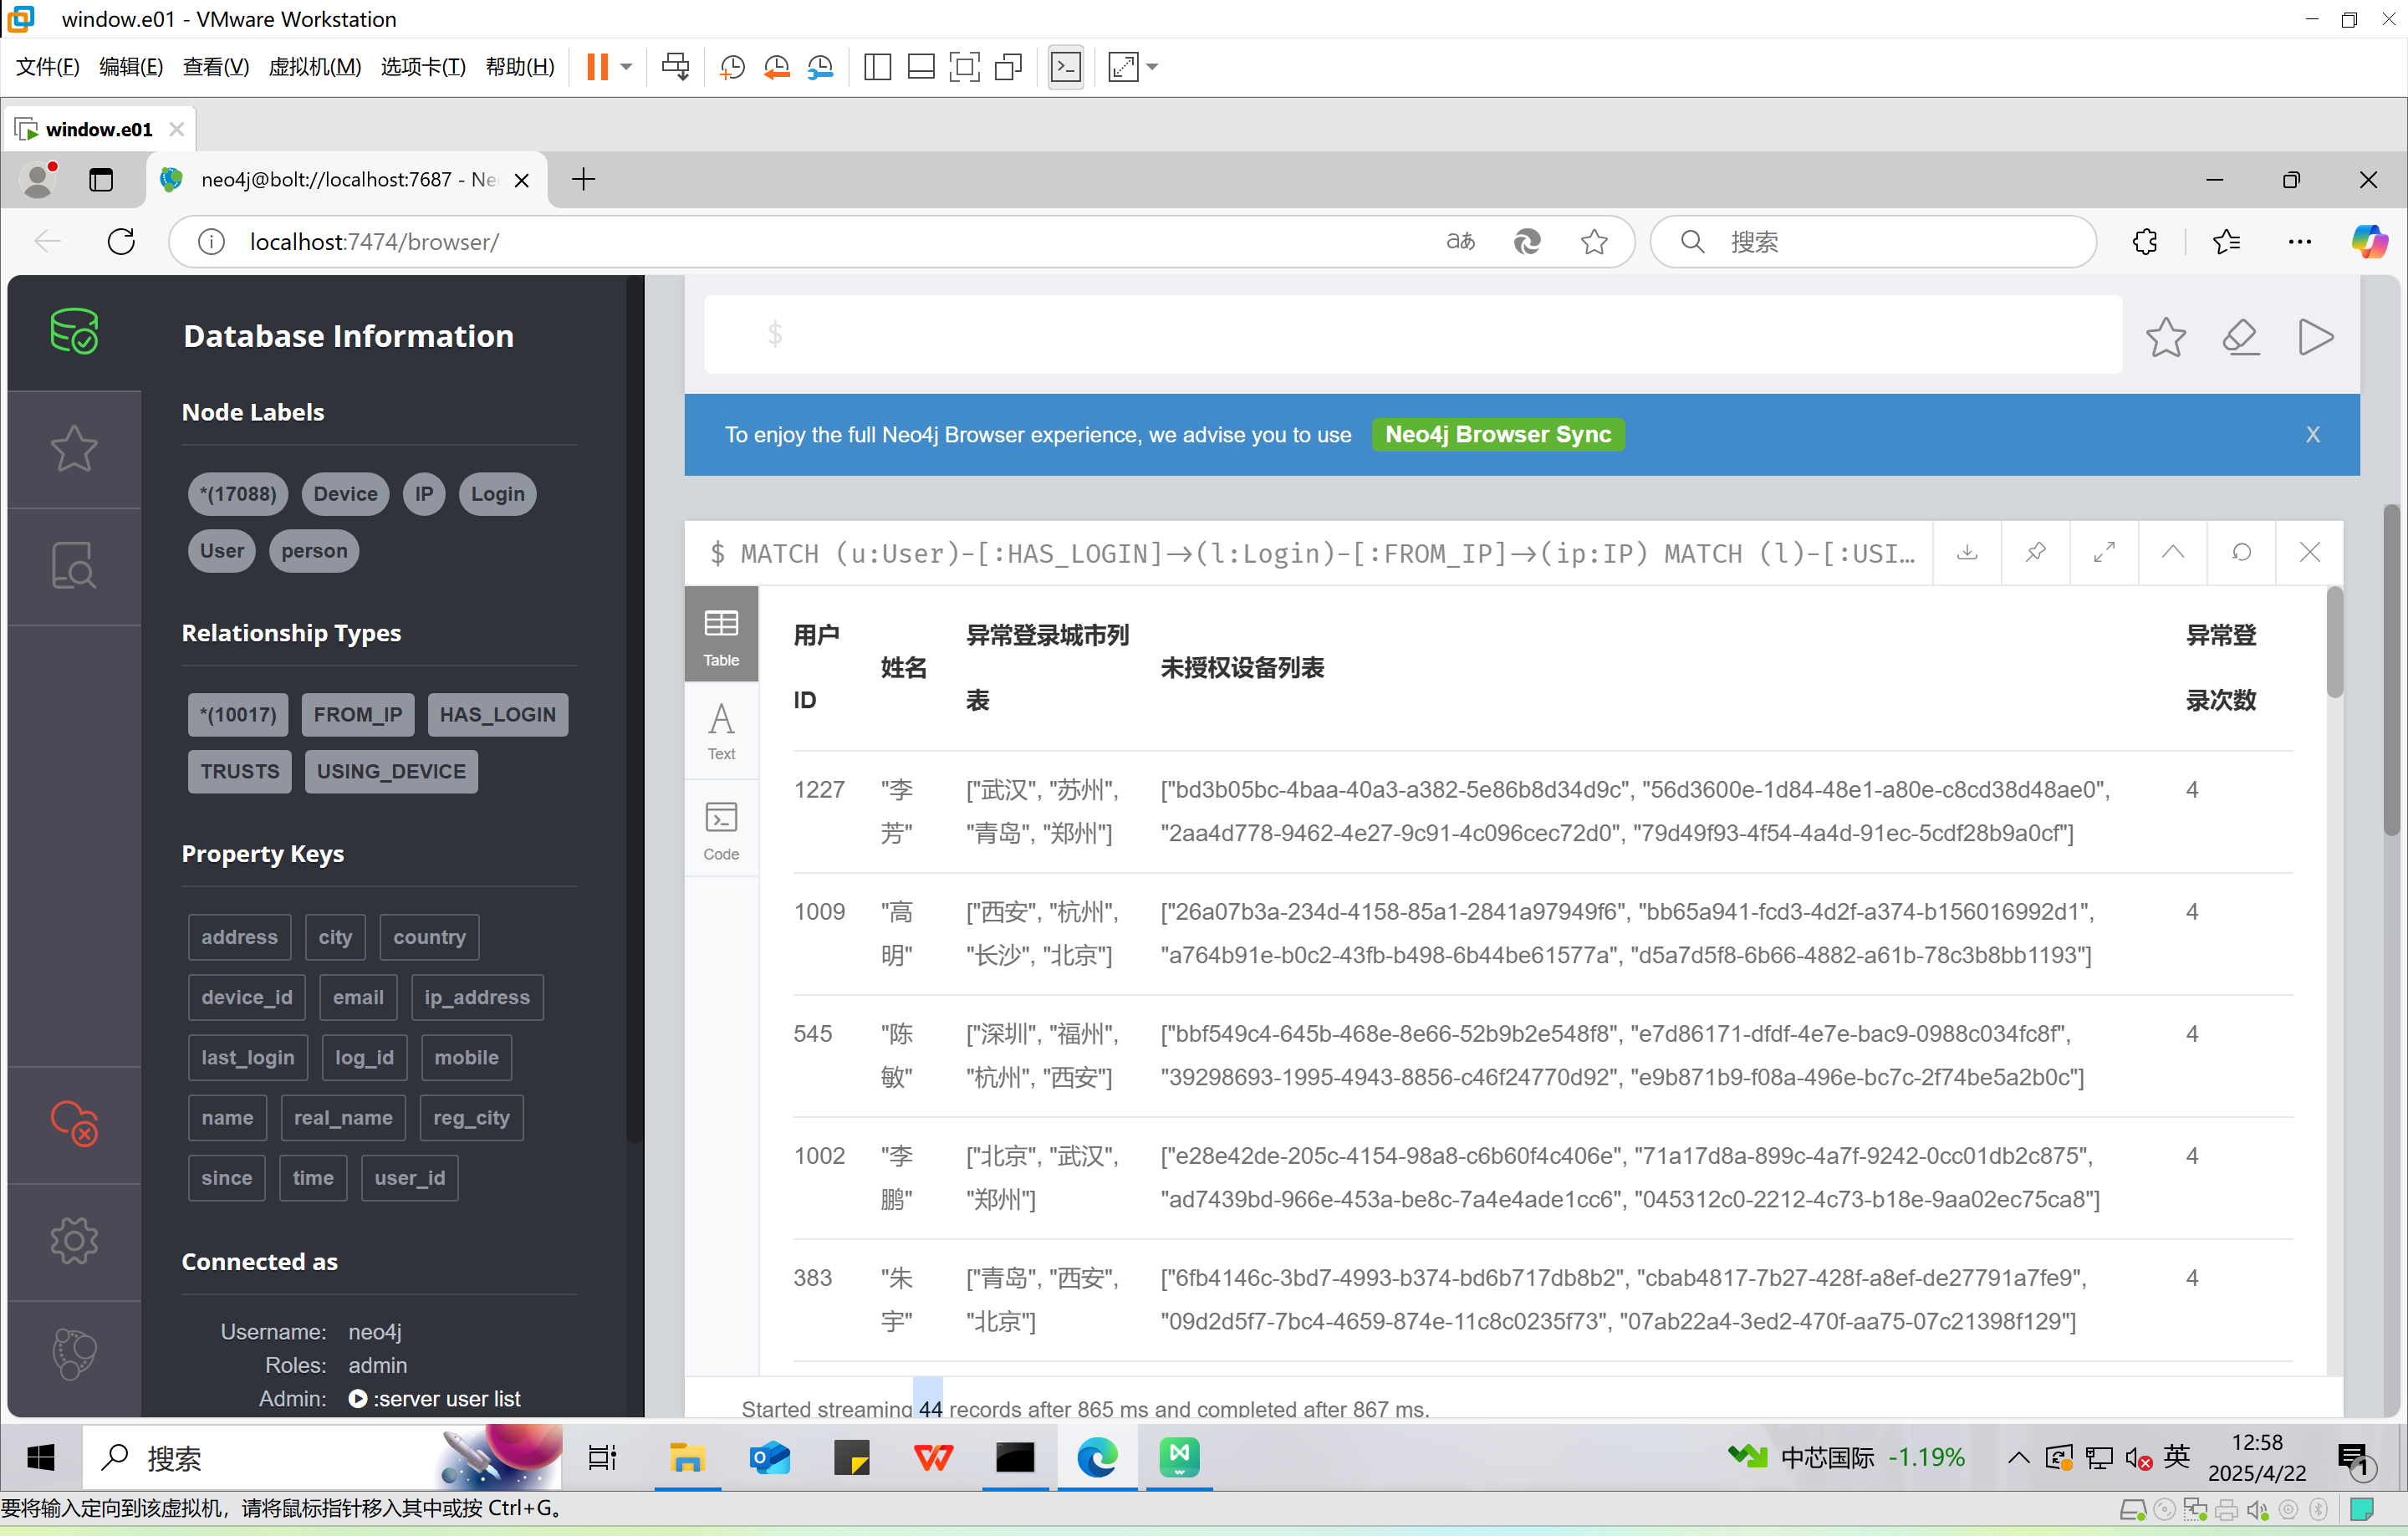 window.e01 - VMware Workstation
文件(F) 编辑(E) 查看(V) 虚拟机(M) 选项卡(T) 帮助(H)
window.e01
neo4j@bolt://localhost:7687 - Ne
localhost:7474/browser/
搜索
Database Information
Node Labels
*(17088) Device IP Login
User person
Relationship Types
*(10017) FROM_IP HAS_LOGIN
TRUSTS USING_DEVICE
Property Keys
address city country
device_id email ip_address
last_login log_id mobile
name real_name reg_city
since time user_id
Connected as
Username: neo4j
Roles: admin
Admin: :server user list
$
To enjoy the full Neo4j Browser experience, we advise you to use Neo4j Browser Sync X
$ MATCH (u:User)-[:HAS_LOGIN]→(l:Login)-[:FROM_IP]→(ip:IP) MATCH (l)-[:USI…
Table
Text
Code
用户
ID
姓名
异常登录城市列
表
未授权设备列表
异常登
录次数
1227 "李 ["武汉", "苏州", ["bd3b05bc-4baa-40a3-a382-5e86b8d34d9c", "56d3600e-1d84-48e1-a80e-c8cd38d48ae0", 4
芳" "青岛", "郑州"] "2aa4d778-9462-4e27-9c91-4c096cec72d0", "79d49f93-4f54-4a4d-91ec-5cdf28b9a0cf"]
1009 "高 ["西安", "杭州", ["26a07b3a-234d-4158-85a1-2841a97949f6", "bb65a941-fcd3-4d2f-a374-b156016992d1", 4
明" "长沙", "北京"] "a764b91e-b0c2-43fb-b498-6b44be61577a", "d5a7d5f8-6b66-4882-a61b-78c3b8bb1193"]
545 "陈 ["深圳", "福州", ["bbf549c4-645b-468e-8e66-52b9b2e548f8", "e7d86171-dfdf-4e7e-bac9-0988c034fc8f", 4
敏" "杭州", "西安"] "39298693-1995-4943-8856-c46f24770d92", "e9b871b9-f08a-496e-bc7c-2f74be5a2b0c"]
1002 "李 ["北京", "武汉", ["e28e42de-205c-4154-98a8-c6b60f4c406e", "71a17d8a-899c-4a7f-9242-0cc01db2c875", 4
鹏" "郑州"] "ad7439bd-966e-453a-be8c-7a4e4ade1cc6", "045312c0-2212-4c73-b18e-9aa02ec75ca8"]
383 "朱 ["青岛", "西安", ["6fb4146c-3bd7-4993-b374-bd6b717db8b2", "cbab4817-7b27-428f-a8ef-de27791a7fe9", 4
宇" "北京"] "09d2d5f7-7bc4-4659-874e-11c8c0235f73", "07ab22a4-3ed2-470f-aa75-07c21398f129"]
Started streaming 44 records after 865 ms and completed after 867 ms.
搜索
中芯国际 -1.19%
英
12:58
2025/4/22
1
要将输入定向到该虚拟机，请将鼠标指针移入其中或按 Ctrl+G。